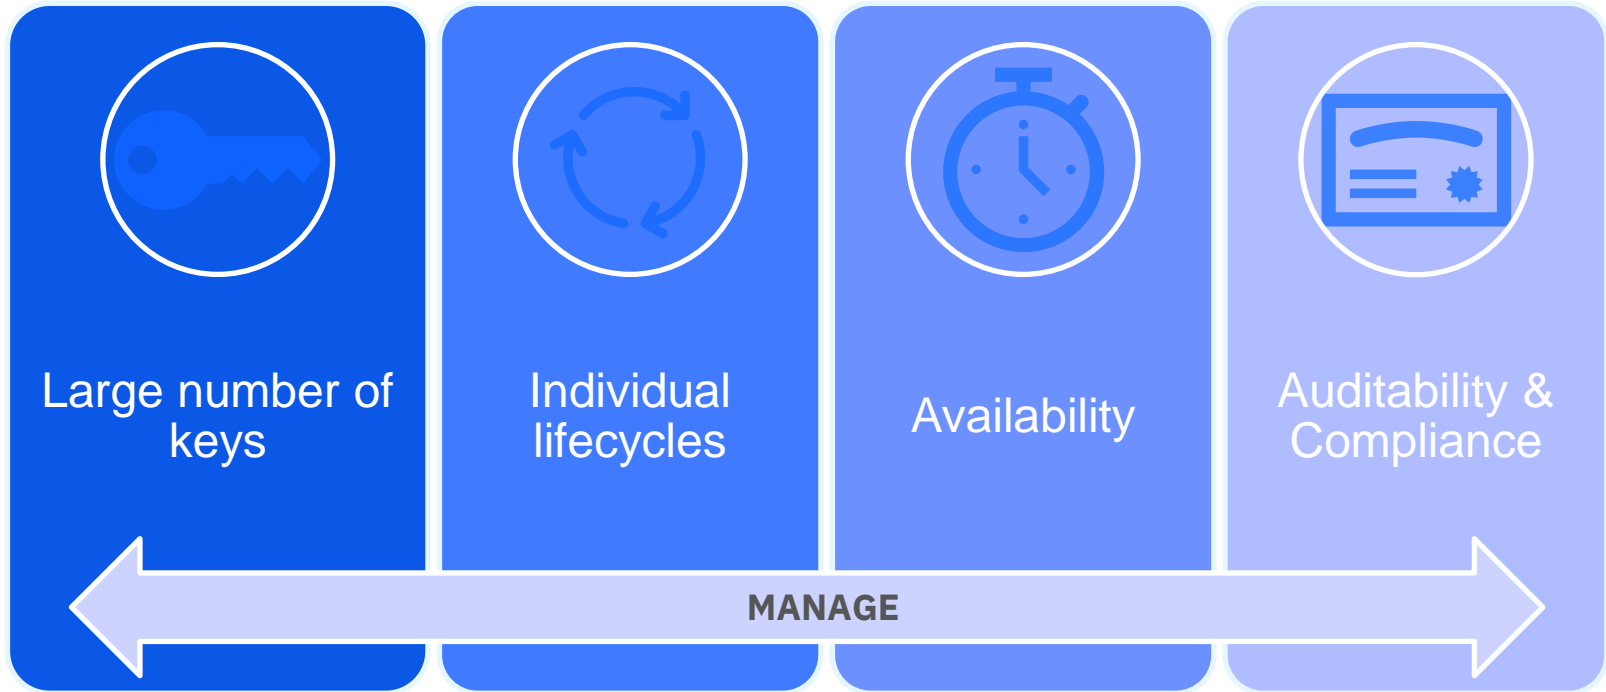 Large number of
keys
Individual
lifecycles
Availability
Auditability &
Compliance
MANAGE